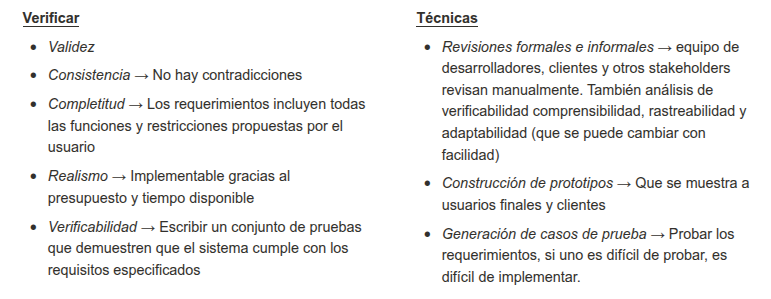 Verificar
● Validez
● Consistencia → No hay contradicciones
● Completitud → Los requerimientos incluyen todas
las funciones y restricciones propuestas por el
usuario
● Realismo → Implementable gracias al
presupuesto y tiempo disponible
● Verificabilidad → Escribir un conjunto de pruebas
que demuestren que el sistema cumple con los
requisitos especificados
Técnicas
● Revisiones formales e informales → equipo de
desarrolladores, clientes y otros stakeholders
revisan manualmente. También análisis de
verificabilidad comprensibilidad, rastreabilidad y
adaptabilidad (que se puede cambiar con
facilidad)
● Construcción de prototipos → Que se muestra a
usuarios finales y clientes
● Generación de casos de prueba → Probar los
requerimientos, si uno es difícil de probar, es
difícil de implementar.